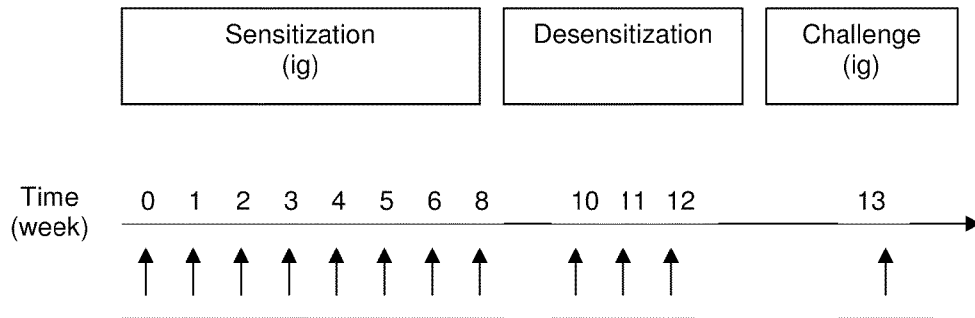 Sensitization
(ig)
Desensitization
Challenge
(ig)
Time
(week)
0 1 2 3 4 5 6 8 10 11 12 13